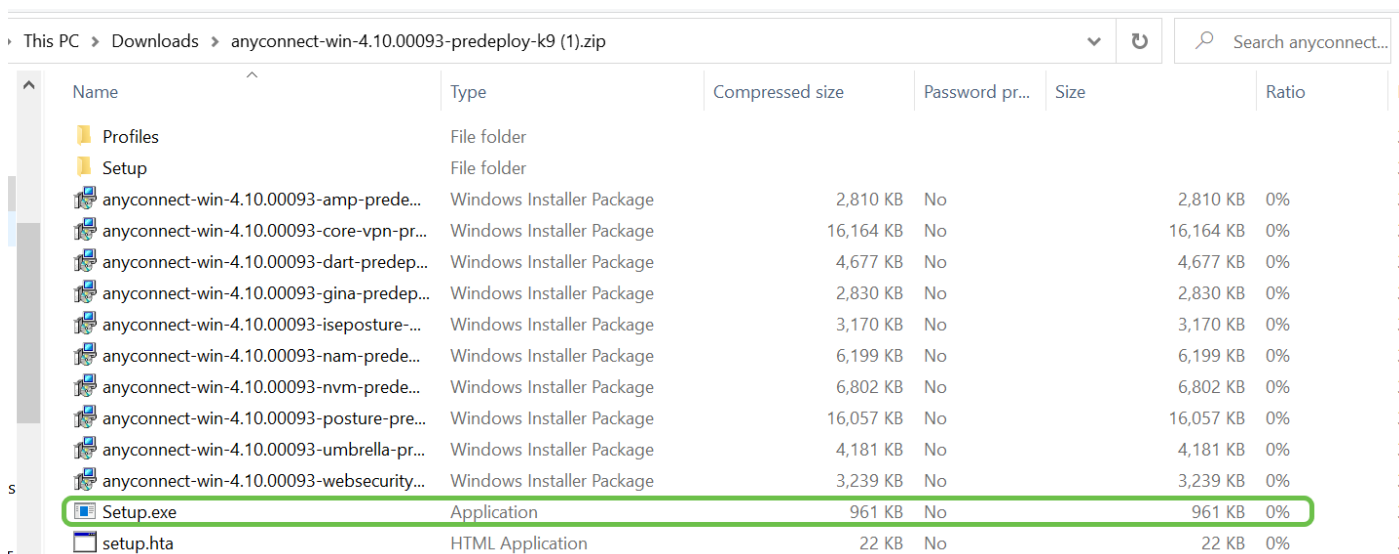 This PC > Downloads > anyconnect-win-4.10.00093-predeploy-k9 (1).zip Search anyconnect...
Name Type Compressed size Password pr... Size Ratio
Profiles File folder
Setup File folder
anyconnect-win-4.10.00093-amp-prede... Windows Installer Package 2,810 KB No 2,810 KB 0%
anyconnect-win-4.10.00093-core-vpn-pr... Windows Installer Package 16,164 KB No 16,164 KB 0%
anyconnect-win-4.10.00093-dart-predep... Windows Installer Package 4,677 KB No 4,677 KB 0%
anyconnect-win-4.10.00093-gina-predep... Windows Installer Package 2,830 KB No 2,830 KB 0%
anyconnect-win-4.10.00093-iseposture-... Windows Installer Package 3,170 KB No 3,170 KB 0%
anyconnect-win-4.10.00093-nam-prede... Windows Installer Package 6,199 KB No 6,199 KB 0%
anyconnect-win-4.10.00093-nvm-prede... Windows Installer Package 6,802 KB No 6,802 KB 0%
anyconnect-win-4.10.00093-posture-pre... Windows Installer Package 16,057 KB No 16,057 KB 0%
anyconnect-win-4.10.00093-umbrella-pr... Windows Installer Package 4,181 KB No 4,181 KB 0%
anyconnect-win-4.10.00093-websecurity... Windows Installer Package 3,239 KB No 3,239 KB 0%
Setup.exe Application 961 KB No 961 KB 0%
setup.hta HTML Application 22 KB No 22 KB 0%